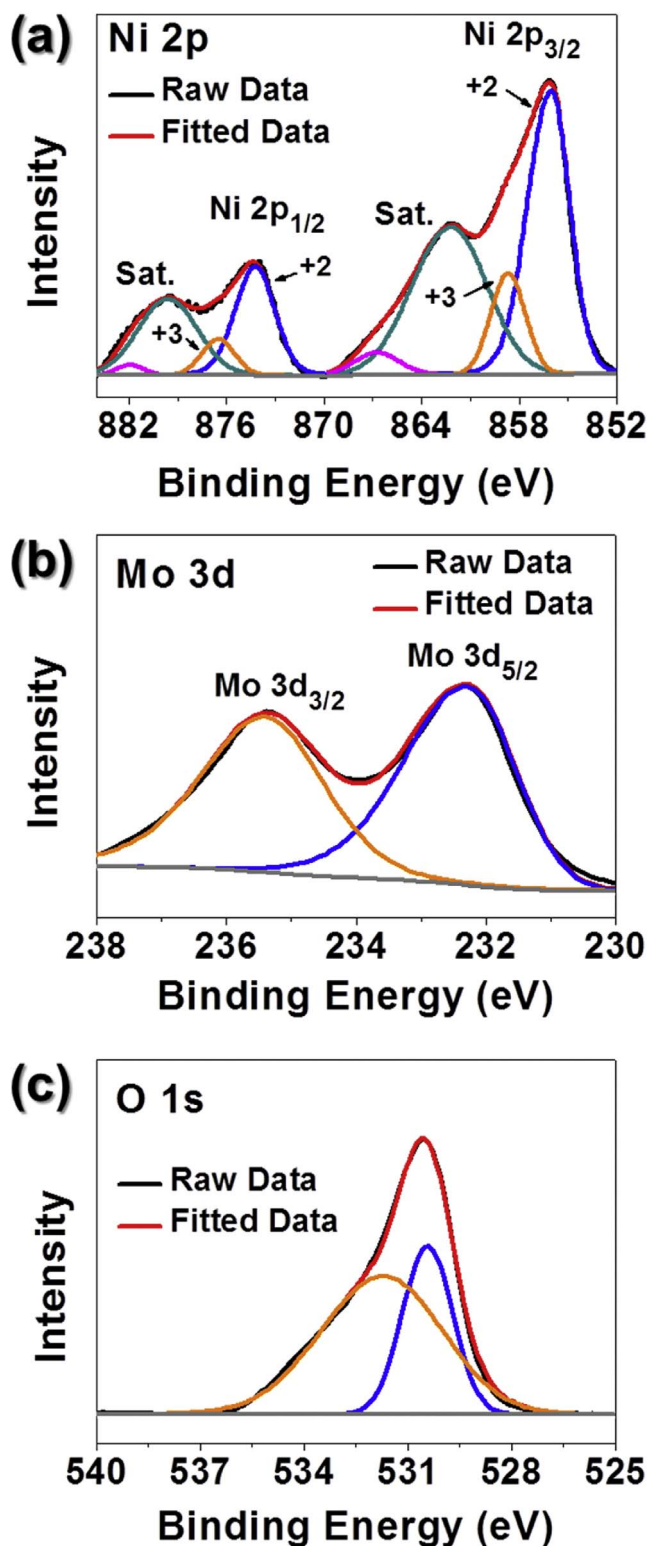 (a)
Ni 2p
Ni 2p3/2
Raw Data
Fitted Data
+2
Ni 2p1/2
Sat.
+2
Sat.
+3
+3
Intensity
882 876 870 864 858 852
Binding Energy (eV)
(b)
Mo 3d
Raw Data
Fitted Data
Mo 3d5/2
Mo 3d3/2
Intensity
238 236 234 232 230
Binding Energy (eV)
(c)
O 1s
Raw Data
Fitted Data
Intensity
540 537 534 531 528 525
Binding Energy (eV)